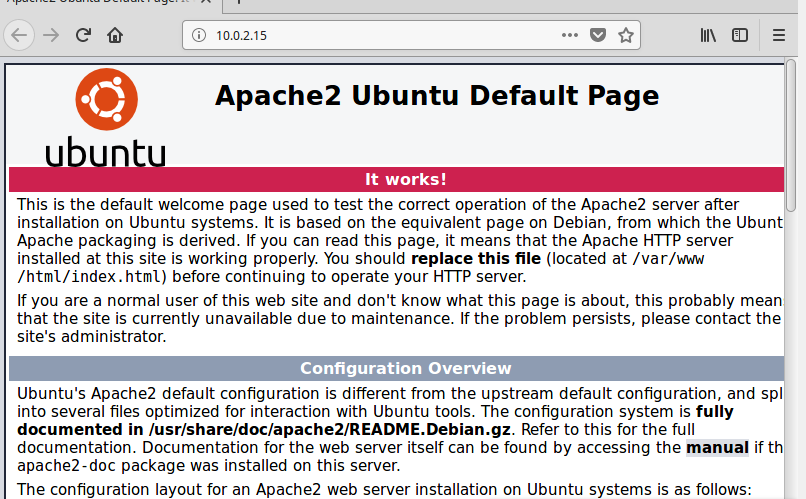 Apache2 Ubuntu Default Page: It
10.0.2.15
ubuntu
Apache2 Ubuntu Default Page
It works!
This is the default welcome page used to test the correct operation of the Apache2 server after
installation on Ubuntu systems. It is based on the equivalent page on Debian, from which the Ubunt
Apache packaging is derived. If you can read this page, it means that the Apache HTTP server
installed at this site is working properly. You should replace this file (located at /var/www
/html/index.html) before continuing to operate your HTTP server.
If you are a normal user of this web site and don't know what this page is about, this probably mean
that the site is currently unavailable due to maintenance. If the problem persists, please contact the
site's administrator.
Configuration Overview
Ubuntu's Apache2 default configuration is different from the upstream default configuration, and spl
into several files optimized for interaction with Ubuntu tools. The configuration system is fully
documented in /usr/share/doc/apache2/README.Debian.gz. Refer to this for the full
documentation. Documentation for the web server itself can be found by accessing the manual if th
apache2-doc package was installed on this server.
The configuration layout for an Apache2 web server installation on Ubuntu systems is as follows: